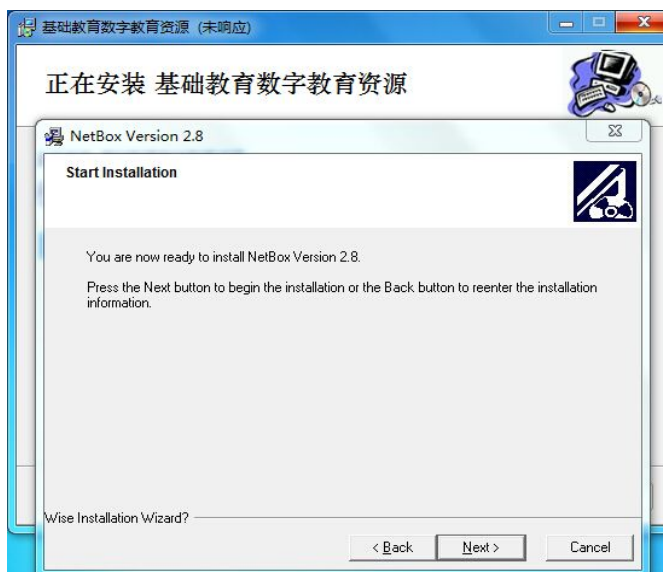 基础教育数字教育资源 (未响应)
正在安装 基础教育数字教育资源
NetBox Version 2.8
Start Installation
You are now ready to install NetBox Version 2.8.
Press the Next button to begin the installation or the Back button to reenter the installation
information.
Wise Installation Wizard?
< Back
Next >
Cancel